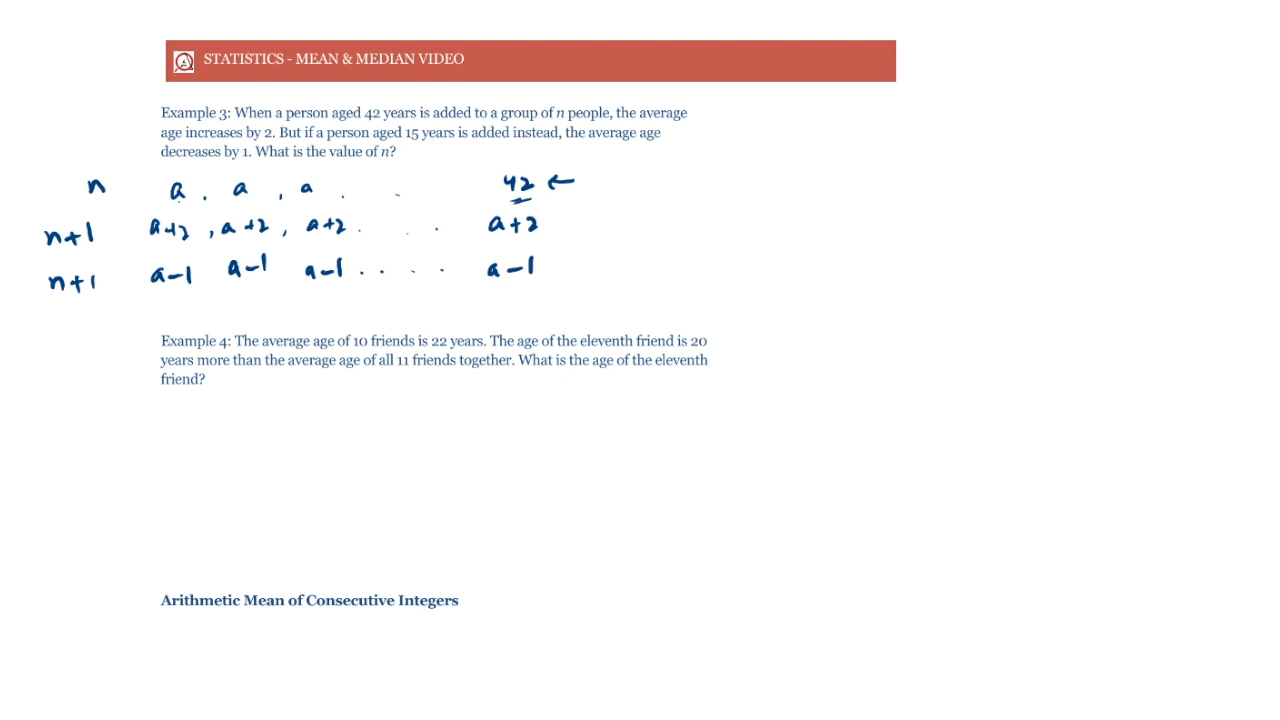 STATISTICS - MEAN & MEDIAN VIDEO
Example 3: When a person aged 42 years is added to a group of n people, the average
age increases by 2. But if a person aged 15 years is added instead, the average age
decreases by 1. What is the value of n?
n a , a , a . . 42 ←
n+1 a+2 , a+2 , a+2 . . . a+2
n+1 a-1 a-1 a-1 . . . . a-1
Example 4: The average age of 10 friends is 22 years. The age of the eleventh friend is 20
years more than the average age of all 11 friends together. What is the age of the eleventh
friend?
Arithmetic Mean of Consecutive Integers